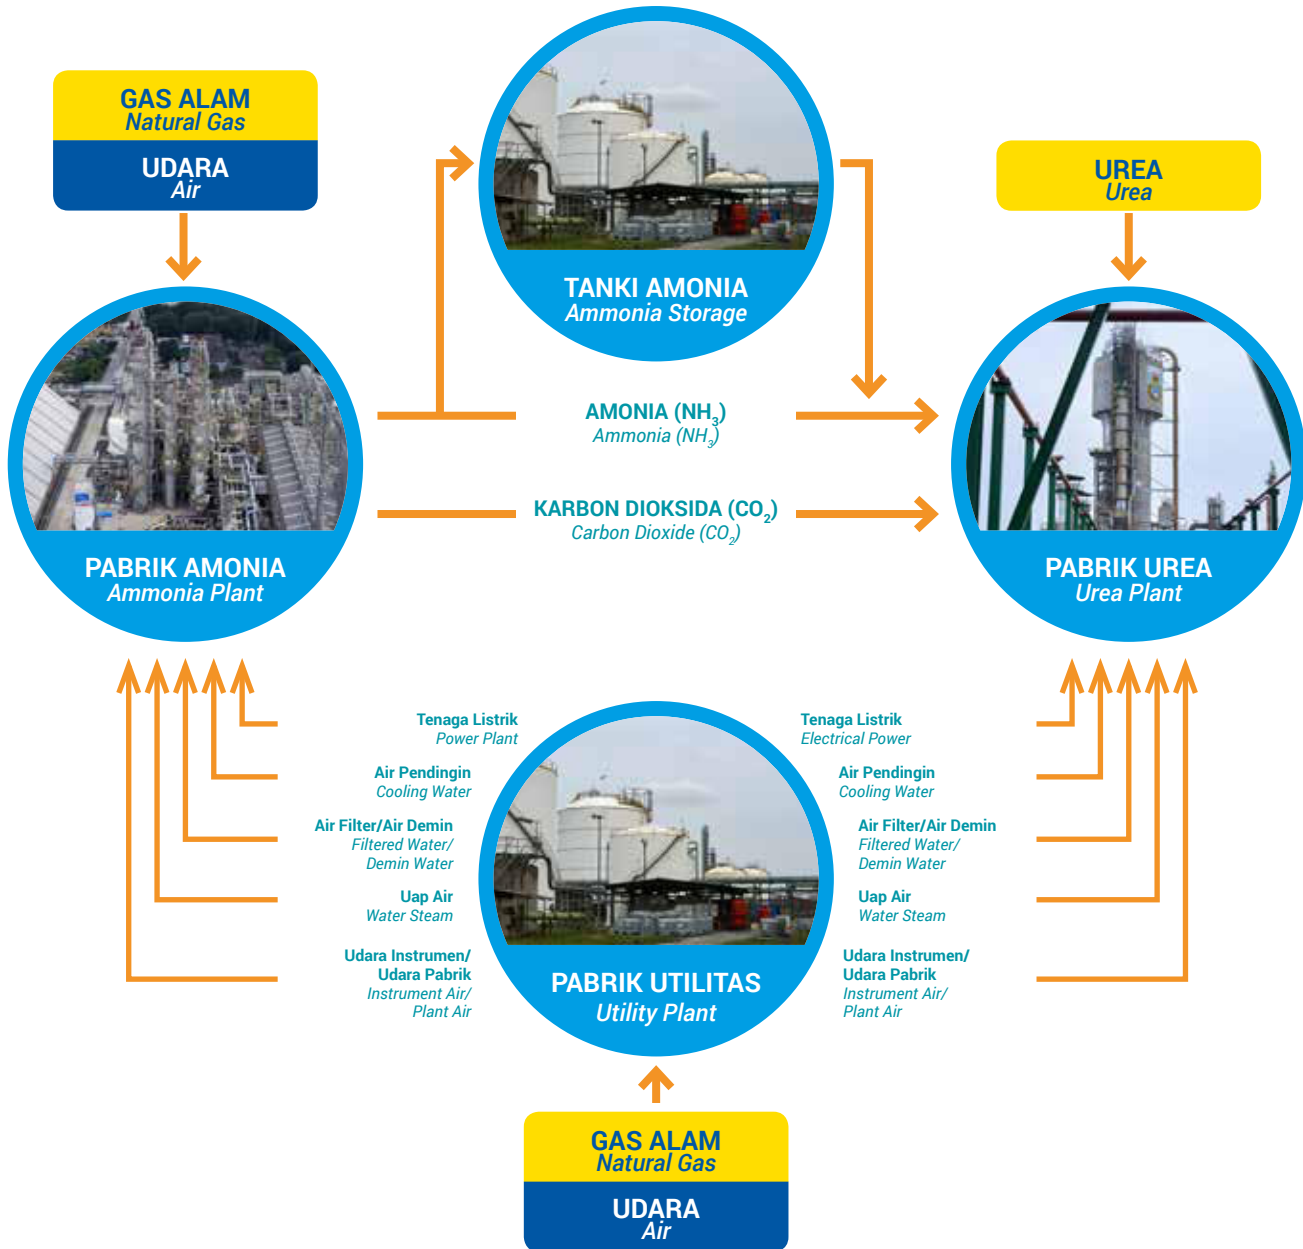 GAS ALAM
Natural Gas
UDARA
Air
UREA
Urea
TANKI AMONIA
Ammonia Storage
AMONIA (NH₃)
Ammonia (NH₃)
KARBON DIOKSIDA (CO₂)
Carbon Dioxide (CO₂)
PABRIK AMONIA
Ammonia Plant
PABRIK UREA
Urea Plant
Tenaga Listrik
Power Plant
Air Pendingin
Cooling Water
Air Filter/Air Demin
Filtered Water/
Demin Water
Uap Air
Water Steam
Udara Instrumen/
Udara Pabrik
Instrument Air/
Plant Air
Tenaga Listrik
Electrical Power
Air Pendingin
Cooling Water
Air Filter/Air Demin
Filtered Water/
Demin Water
Uap Air
Water Steam
Udara Instrumen/
Udara Pabrik
Instrument Air/
Plant Air
PABRIK UTILITAS
Utility Plant
GAS ALAM
Natural Gas
UDARA
Air